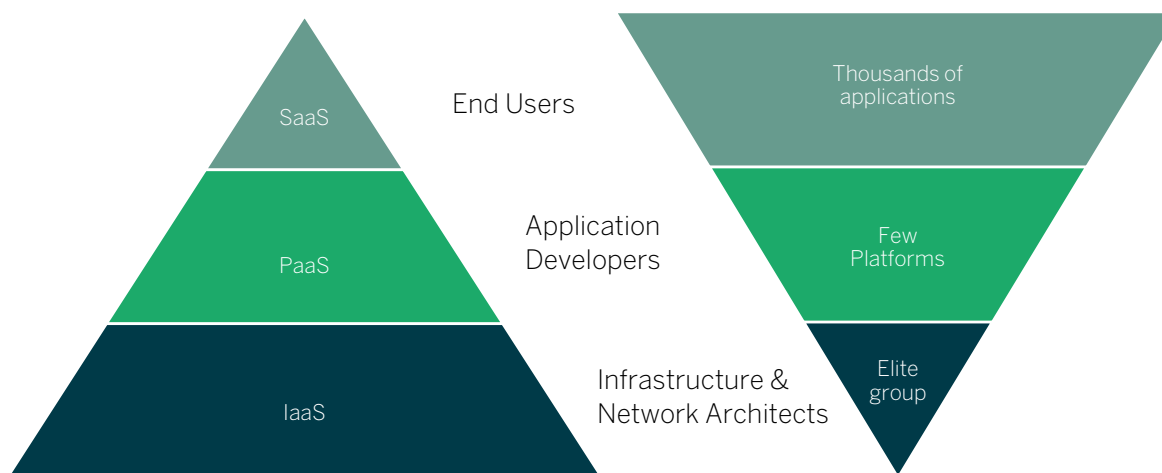 SaaS
End Users
Thousands of
applications
PaaS
Application
Developers
Few
Platforms
IaaS
Infrastructure &
Network Architects
Elite
group